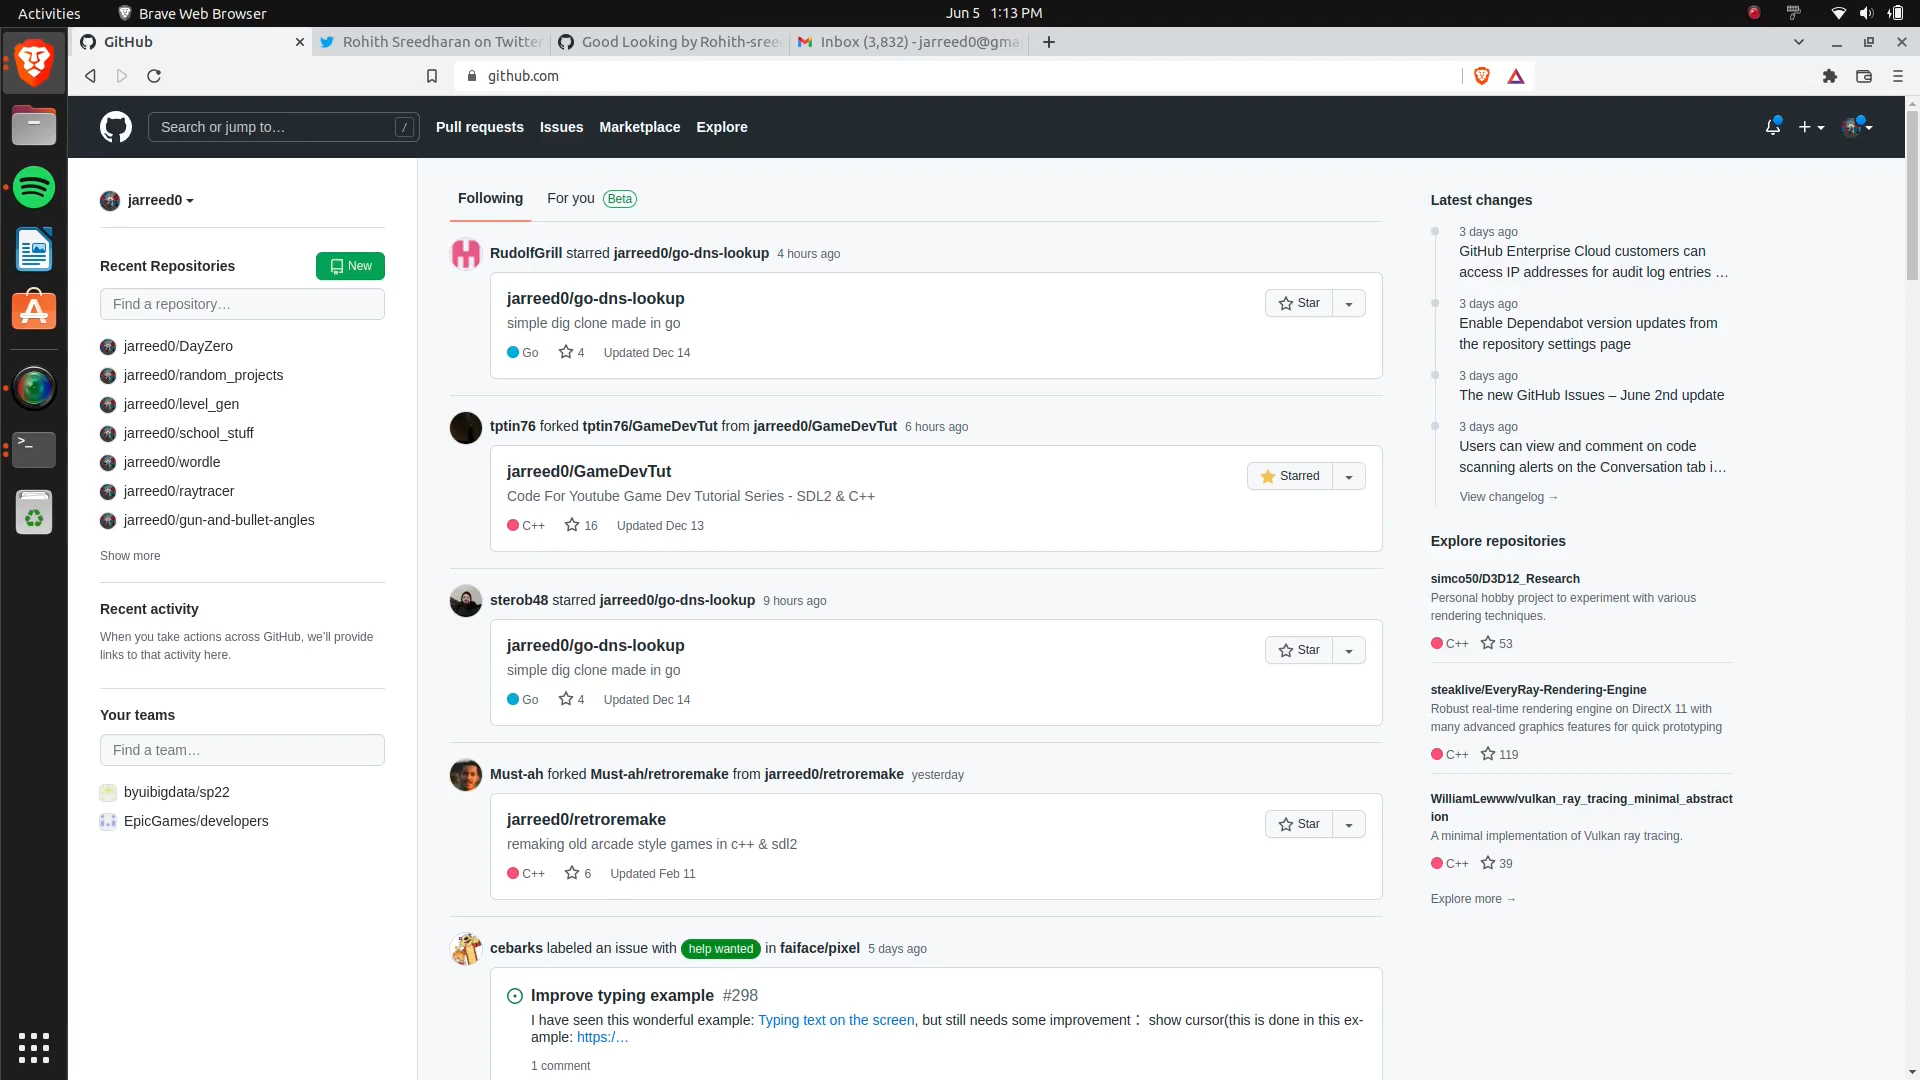 Activities
Brave Web Browser
Jun 5 1:13 PM
GitHub
Rohith Sreedharan on Twitter
Good Looking by Rohith-sree
Inbox (3,832) - jarreed0@gma
github.com
Search or jump to…
/
Pull requests
Issues
Marketplace
Explore
jarreed0
Recent Repositories
New
Find a repository…
jarreed0/DayZero
jarreed0/random_projects
jarreed0/level_gen
jarreed0/school_stuff
jarreed0/wordle
jarreed0/raytracer
jarreed0/gun-and-bullet-angles
Show more
Recent activity
When you take actions across GitHub, we'll provide
links to that activity here.
Your teams
Find a team…
byuibigdata/sp22
EpicGames/developers
Following
For you Beta
RudolfGrill starred jarreed0/go-dns-lookup 4 hours ago
jarreed0/go-dns-lookup
Star
simple dig clone made in go
Go 4 Updated Dec 14
tptin76 forked tptin76/GameDevTut from jarreed0/GameDevTut 6 hours ago
jarreed0/GameDevTut
Starred
Code For Youtube Game Dev Tutorial Series - SDL2 & C++
C++ 16 Updated Dec 13
sterob48 starred jarreed0/go-dns-lookup 9 hours ago
jarreed0/go-dns-lookup
Star
simple dig clone made in go
Go 4 Updated Dec 14
Must-ah forked Must-ah/retroremake from jarreed0/retroremake yesterday
jarreed0/retroremake
Star
remaking old arcade style games in c++ & sdl2
C++ 6 Updated Feb 11
cebarks labeled an issue with help wanted in faiface/pixel 5 days ago
Improve typing example #298
I have seen this wonderful example: Typing text on the screen, but still needs some improvement： show cursor(this is done in this ex-
ample: https:/…
1 comment
Latest changes
3 days ago
GitHub Enterprise Cloud customers can
access IP addresses for audit log entries …
3 days ago
Enable Dependabot version updates from
the repository settings page
3 days ago
The new GitHub Issues – June 2nd update
3 days ago
Users can view and comment on code
scanning alerts on the Conversation tab i…
View changelog →
Explore repositories
simco50/D3D12_Research
Personal hobby project to experiment with various
rendering techniques.
C++ 53
steaklive/EveryRay-Rendering-Engine
Robust real-time rendering engine on DirectX 11 with
many advanced graphics features for quick prototyping
C++ 119
WilliamLewww/vulkan_ray_tracing_minimal_abstract
ion
A minimal implementation of Vulkan ray tracing.
C++ 39
Explore more →